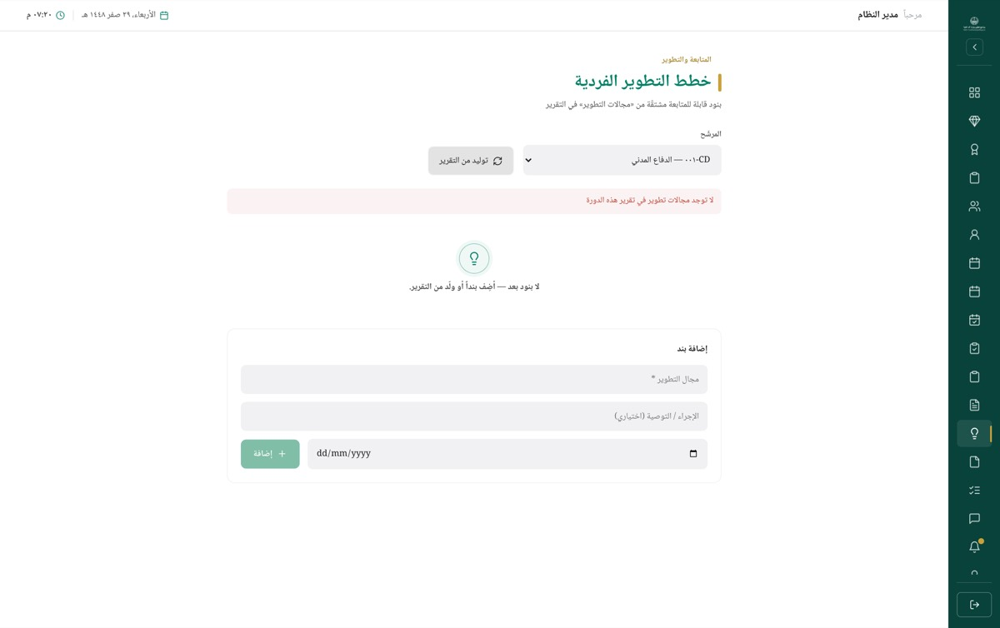 مرحباً مدير النظام
الأربعاء، ٢٩ صفر ١٤٤٨ هـ
٠٧:٢٠ م
المتابعة والتطوير
خطط التطوير الفردية
بنود قابلة للمتابعة مشتقّة من «مجالات التطوير» في التقرير
المرشّح
CD-٠٠١ — الدفاع المدني
توليد من التقرير
لا توجد مجالات تطوير في تقرير هذه الدورة
لا بنود بعد — أضِف بنداً أو ولّد من التقرير.
إضافة بند
مجال التطوير *
الإجراء / التوصية (اختياري)
dd/mm/yyyy
إضافة